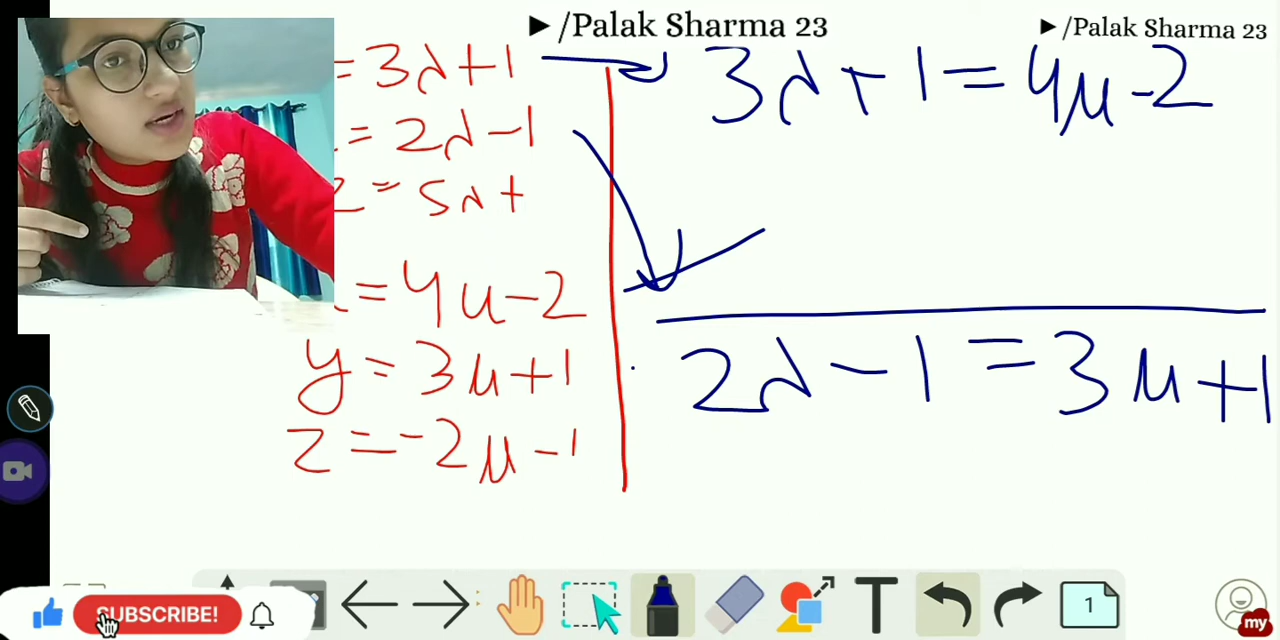 ►/Palak Sharma 23
►/Palak Sharma 23
= 3λ+1
= 2λ-1
z = 5λ+
= 4μ-2
y = 3μ+1
z = -2μ-1
3λ+1=4μ-2
2λ-1=3μ+1
1
SUBSCRIBE!
my